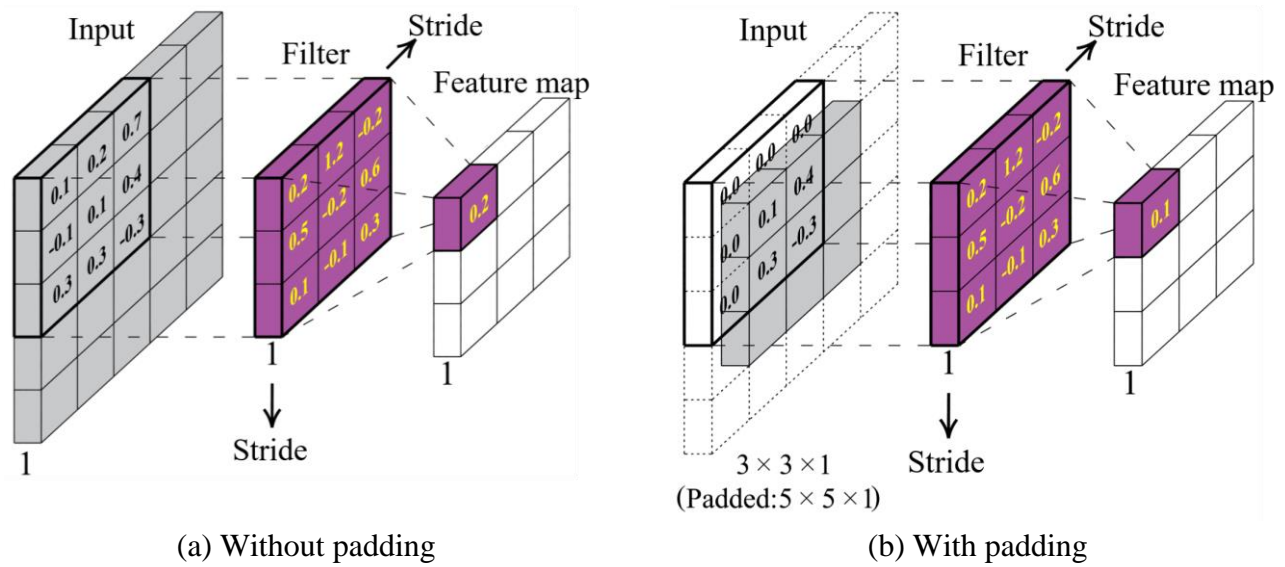 Input
Filter
Stride
Feature map
0.1 0.2 0.7
-0.1 0.1 0.4
0.3 0.3 -0.3
0.2 1.2 -0.2
0.5 -0.2 0.6
0.1 -0.1 0.3
0.2
1
1
1
Stride
(a) Without padding
Input
Filter
Stride
Feature map
0.0 0.0 0.0
0.0 0.1 0.4
0.0 0.3 -0.3
0.2 1.2 -0.2
0.5 -0.2 0.6
0.1 -0.1 0.3
0.1
1
1
Stride
3 × 3 × 1
(Padded:5 × 5 × 1)
(b) With padding